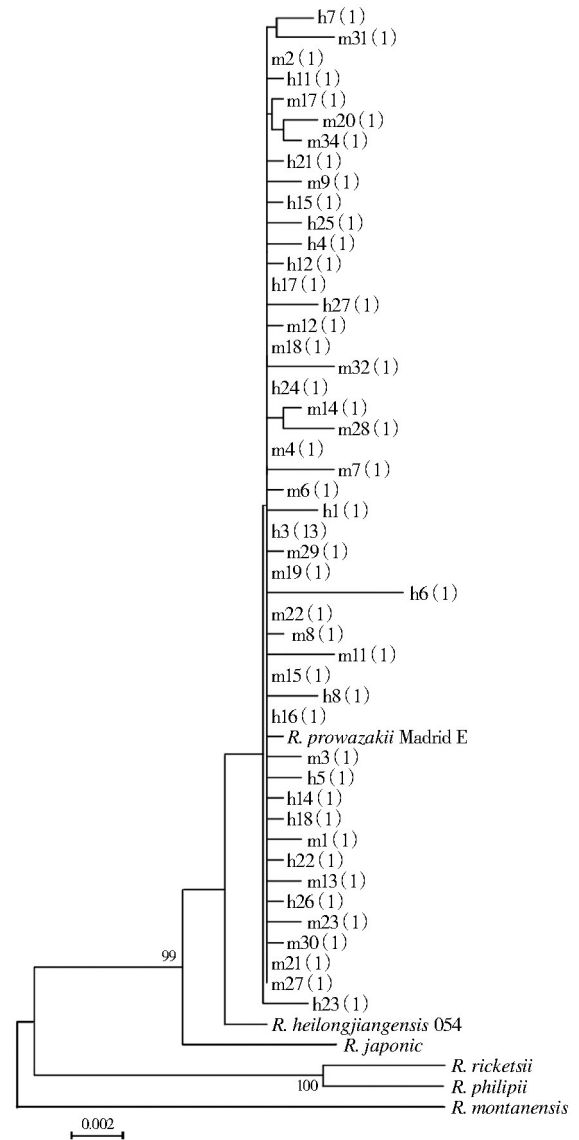 h7(1)
m31(1)
m2(1)
h11(1)
m17(1)
m20(1)
m34(1)
h21(1)
m9(1)
h15(1)
h25(1)
h4(1)
h12(1)
h17(1)
h27(1)
m12(1)
m18(1)
m32(1)
h24(1)
m14(1)
m28(1)
m4(1)
m7(1)
m6(1)
h1(1)
h3(13)
m29(1)
m19(1)
h6(1)
m22(1)
m8(1)
m11(1)
m15(1)
h8(1)
h16(1)
R. prowazakii Madrid E
m3(1)
h5(1)
h14(1)
h18(1)
m1(1)
h22(1)
m13(1)
h26(1)
m23(1)
m30(1)
99
m21(1)
m27(1)
h23(1)
R. heilongjiangensis 054
R. japonic
R. ricketsii
100
R. philipii
R. montanensis
0.002